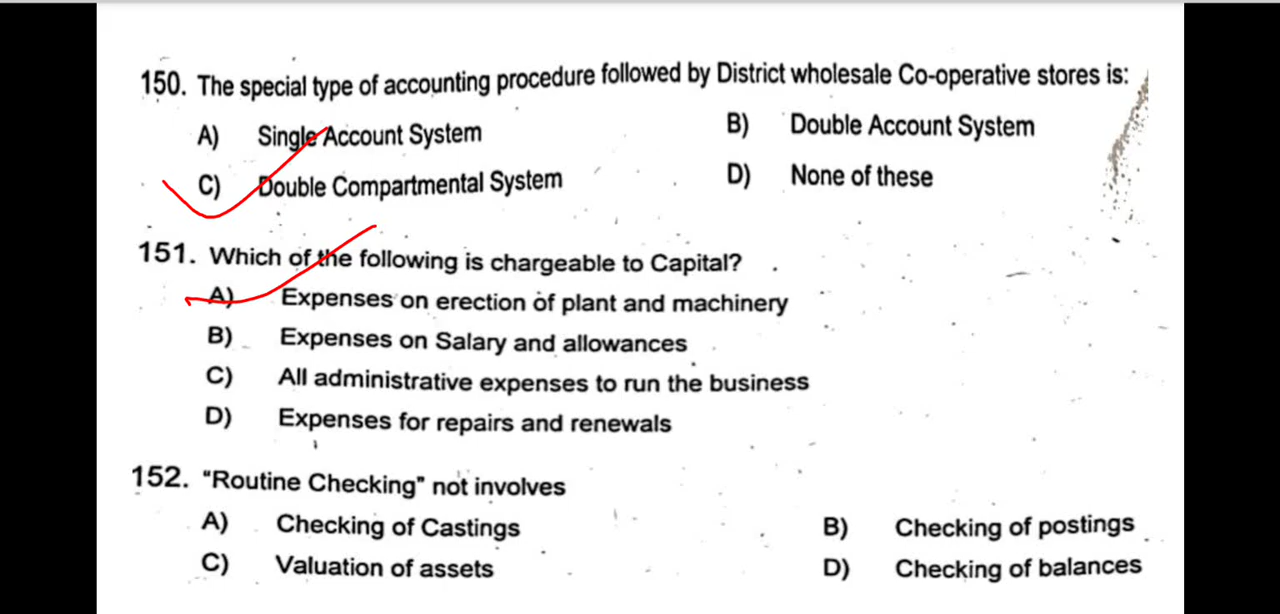 150. The special type of accounting procedure followed by District wholesale Co-operative stores is:
A) Single Account System B) Double Account System
C) Double Compartmental System D) None of these
151. Which of the following is chargeable to Capital?
A) Expenses on erection of plant and machinery
B) Expenses on Salary and allowances
C) All administrative expenses to run the business
D) Expenses for repairs and renewals
152. "Routine Checking" not involves
A) Checking of Castings B) Checking of postings
C) Valuation of assets D) Checking of balances